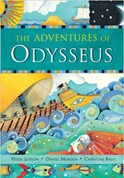 THE ADVENTURES OF
ODYSSEUS
HUGH LUPTON • DANIEL MORDEN • CHRISTINA BALIT